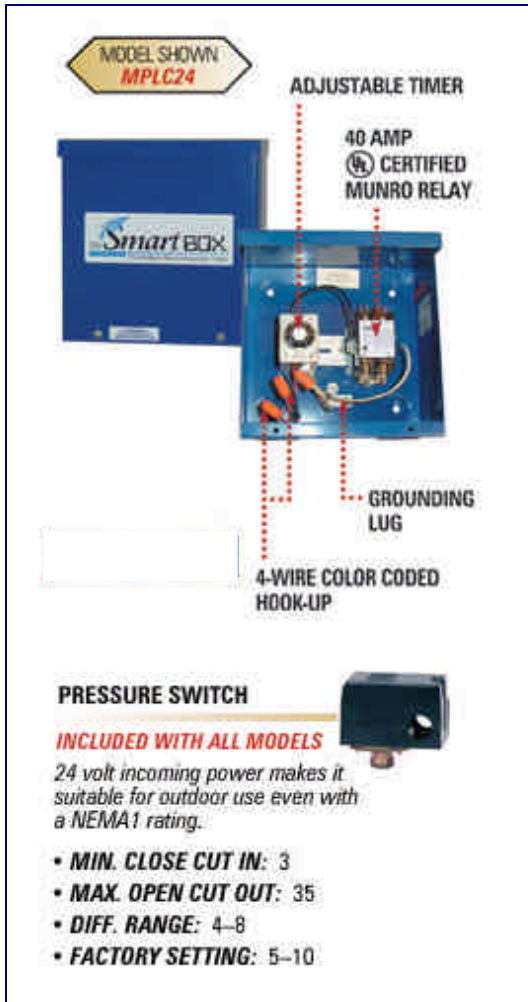 MODEL SHOWN
MPLC24
ADJUSTABLE TIMER
40 AMP
UL CERTIFIED
MUNRO RELAY
SmartBOX
GROUNDING
LUG
4-WIRE COLOR CODED
HOOK-UP
PRESSURE SWITCH
INCLUDED WITH ALL MODELS
24 volt incoming power makes it
suitable for outdoor use even with
a NEMA1 rating.
• MIN. CLOSE CUT IN: 3
• MAX. OPEN CUT OUT: 35
• DIFF. RANGE: 4–8
• FACTORY SETTING: 5–10